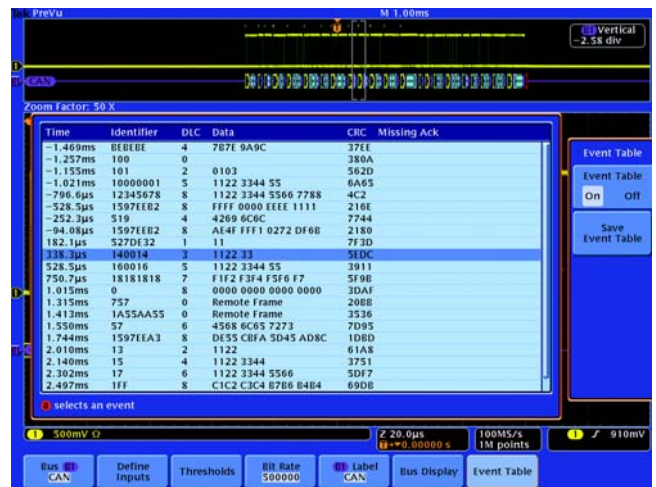 Tek PreVu M 1.00ms
B1 Vertical
-2.58 div
CAN
Zoom Factor: 50 X
Time Identifier DLC Data CRC Missing Ack
-1.469ms BEBEBE 4 7B7E 9A9C 37EE
-1.257ms 100 0 380A
-1.155ms 101 2 0103 562D
-1.021ms 10000001 5 1122 3344 55 6A65
-796.6µs 12345678 8 1122 3344 5566 7788 4C2
-528.5µs 1597EEB2 8 FFFF 0000 EEEE 1111 216E
-252.3µs 519 4 4269 6C6C 7744
-94.08µs 1597EEB2 8 AE4F FFF1 0272 DF6B 2180
182.1µs 527DE32 1 11 7F3D
338.3µs 140014 3 1122 33 5EDC
528.5µs 160016 5 1122 3344 55 3911
750.7µs 18181818 7 F1F2 F3F4 F5F6 F7 5F9B
1.015ms 0 8 0000 0000 0000 0000 3DAF
1.315ms 757 0 Remote Frame 20BB
1.413ms 1A55AA55 0 Remote Frame 3536
1.550ms 57 6 4568 6C65 7273 7D95
1.744ms 1597EEA3 8 DE55 CBFA 5D45 AD8C 1DBD
2.010ms 13 2 1122 61A8
2.140ms 15 4 1122 3344 3751
2.302ms 17 6 1122 3344 5566 5DF7
2.497ms 1FF 8 C1C2 C3C4 B7B6 B4B4 69DB
a selects an event
Event Table
Event Table
On Off
Save
Event Table
1 500mV Ω
Z 20.0µs
T 0.00000 s
100MS/s
1M points
1 910mV
Bus B1
CAN
Define
Inputs
Thresholds
Bit Rate
500000
B1 Label
CAN
Bus Display
Event Table